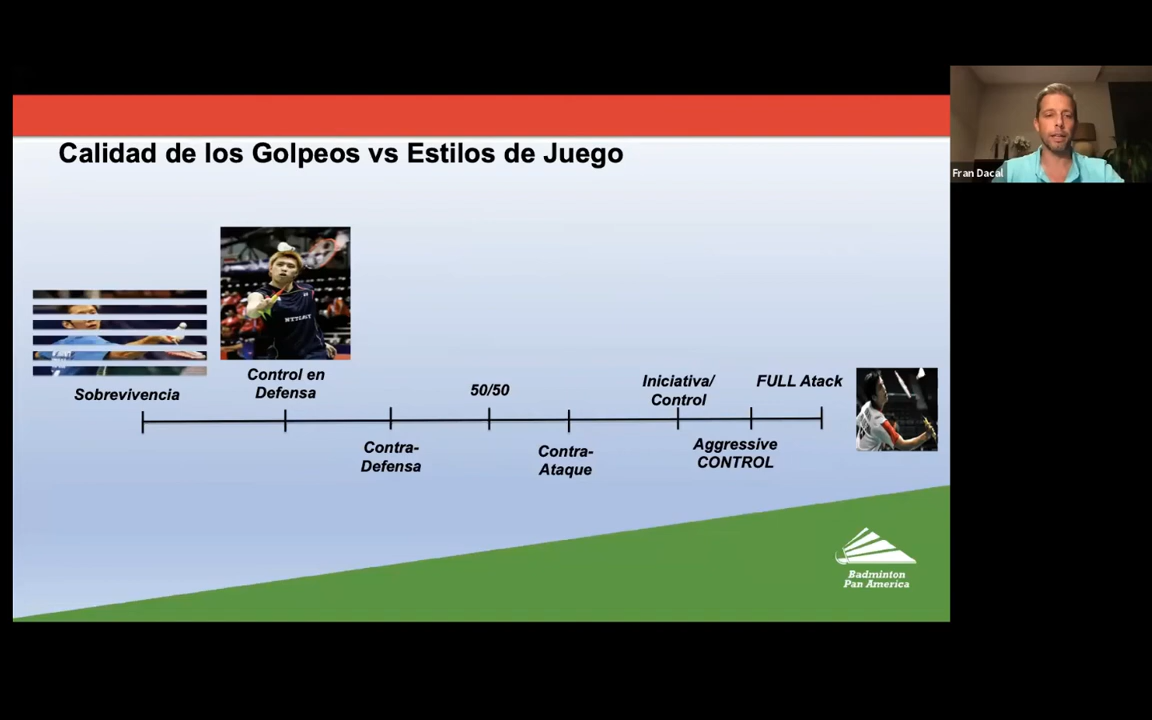 Calidad de los Golpeos vs Estilos de Juego
Fran Dacal
Sobrevivencia
Control en
Defensa
Contra-
Defensa
50/50
Contra-
Ataque
Iniciativa/
Control
Aggressive
CONTROL
FULL Atack
Badminton
Pan America